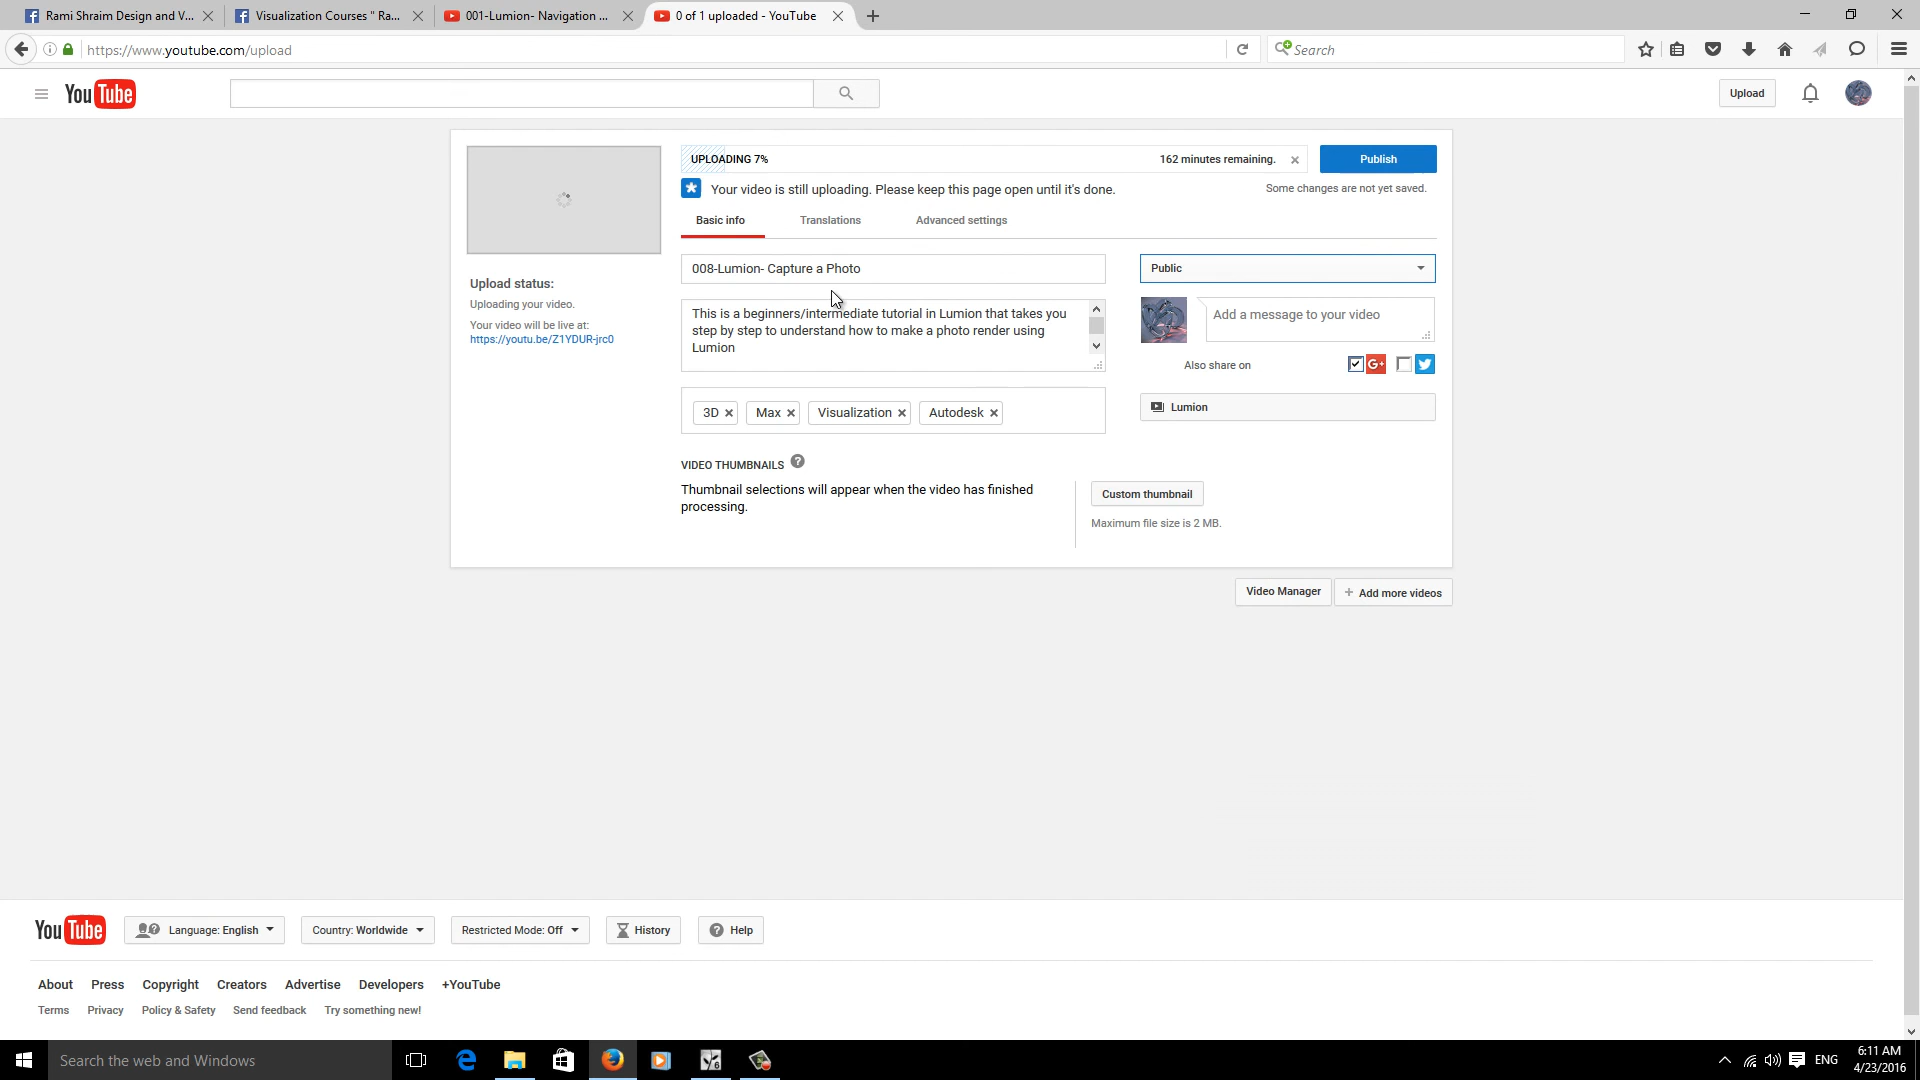 Rami Shraim Design and V...
Visualization Courses " Ra...
001-Lumion- Navigation ...
0 of 1 uploaded - YouTube
https://www.youtube.com/upload
Search
YouTube
Upload
UPLOADING 7%
162 minutes remaining.
Publish
Your video is still uploading. Please keep this page open until it's done.
Some changes are not yet saved.
Basic info
Translations
Advanced settings
Upload status:
Uploading your video.
Your video will be live at:
https://youtu.be/Z1YDUR-jrc0
008-Lumion- Capture a Photo
This is a beginners/intermediate tutorial in Lumion that takes you
step by step to understand how to make a photo render using
Lumion
3D
Max
Visualization
Autodesk
Public
Add a message to your video
Also share on
G+
Lumion
VIDEO THUMBNAILS ?
Thumbnail selections will appear when the video has finished
processing.
Custom thumbnail
Maximum file size is 2 MB.
Video Manager
+ Add more videos
YouTube
Language: English
Country: Worldwide
Restricted Mode: Off
History
Help
About Press Copyright Creators Advertise Developers +YouTube
Terms Privacy Policy & Safety Send feedback Try something new!
Search the web and Windows
ENG
6:11 AM
4/23/2016